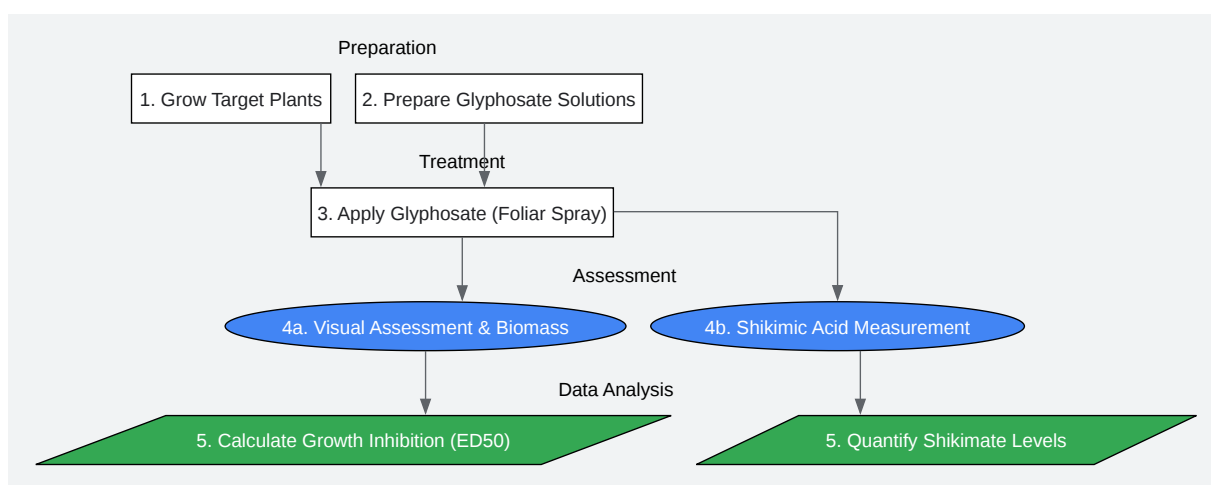 Preparation
1. Grow Target Plants
2. Prepare Glyphosate Solutions
Treatment
3. Apply Glyphosate (Foliar Spray)
Assessment
4a. Visual Assessment & Biomass
4b. Shikimic Acid Measurement
Data Analysis
5. Calculate Growth Inhibition (ED50)
5. Quantify Shikimate Levels